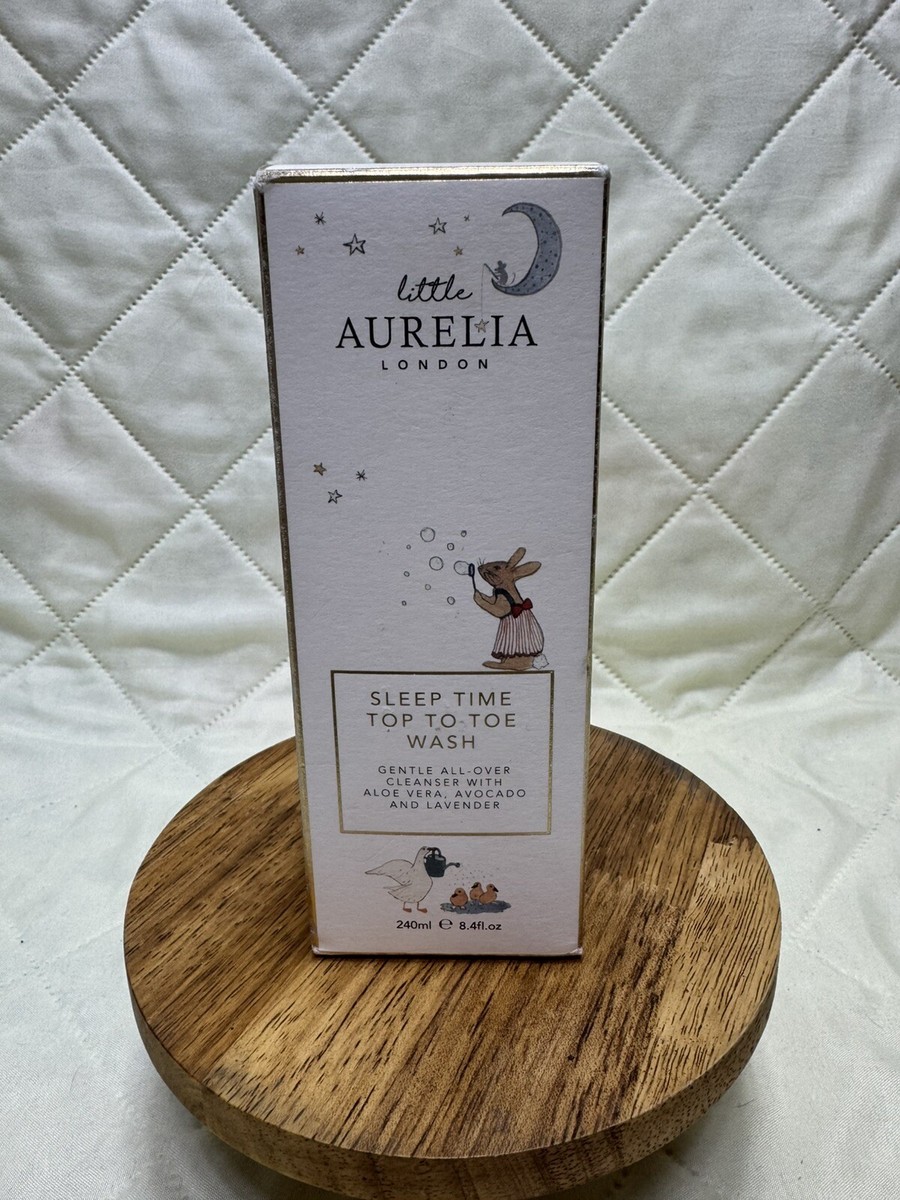 little
AURELIA
LONDON
SLEEP TIME
TOP TO TOE
WASH
GENTLE ALL-OVER
CLEANSER WITH
ALOE VERA, AVOCADO
AND LAVENDER
240ml ℮ 8.4fl.oz